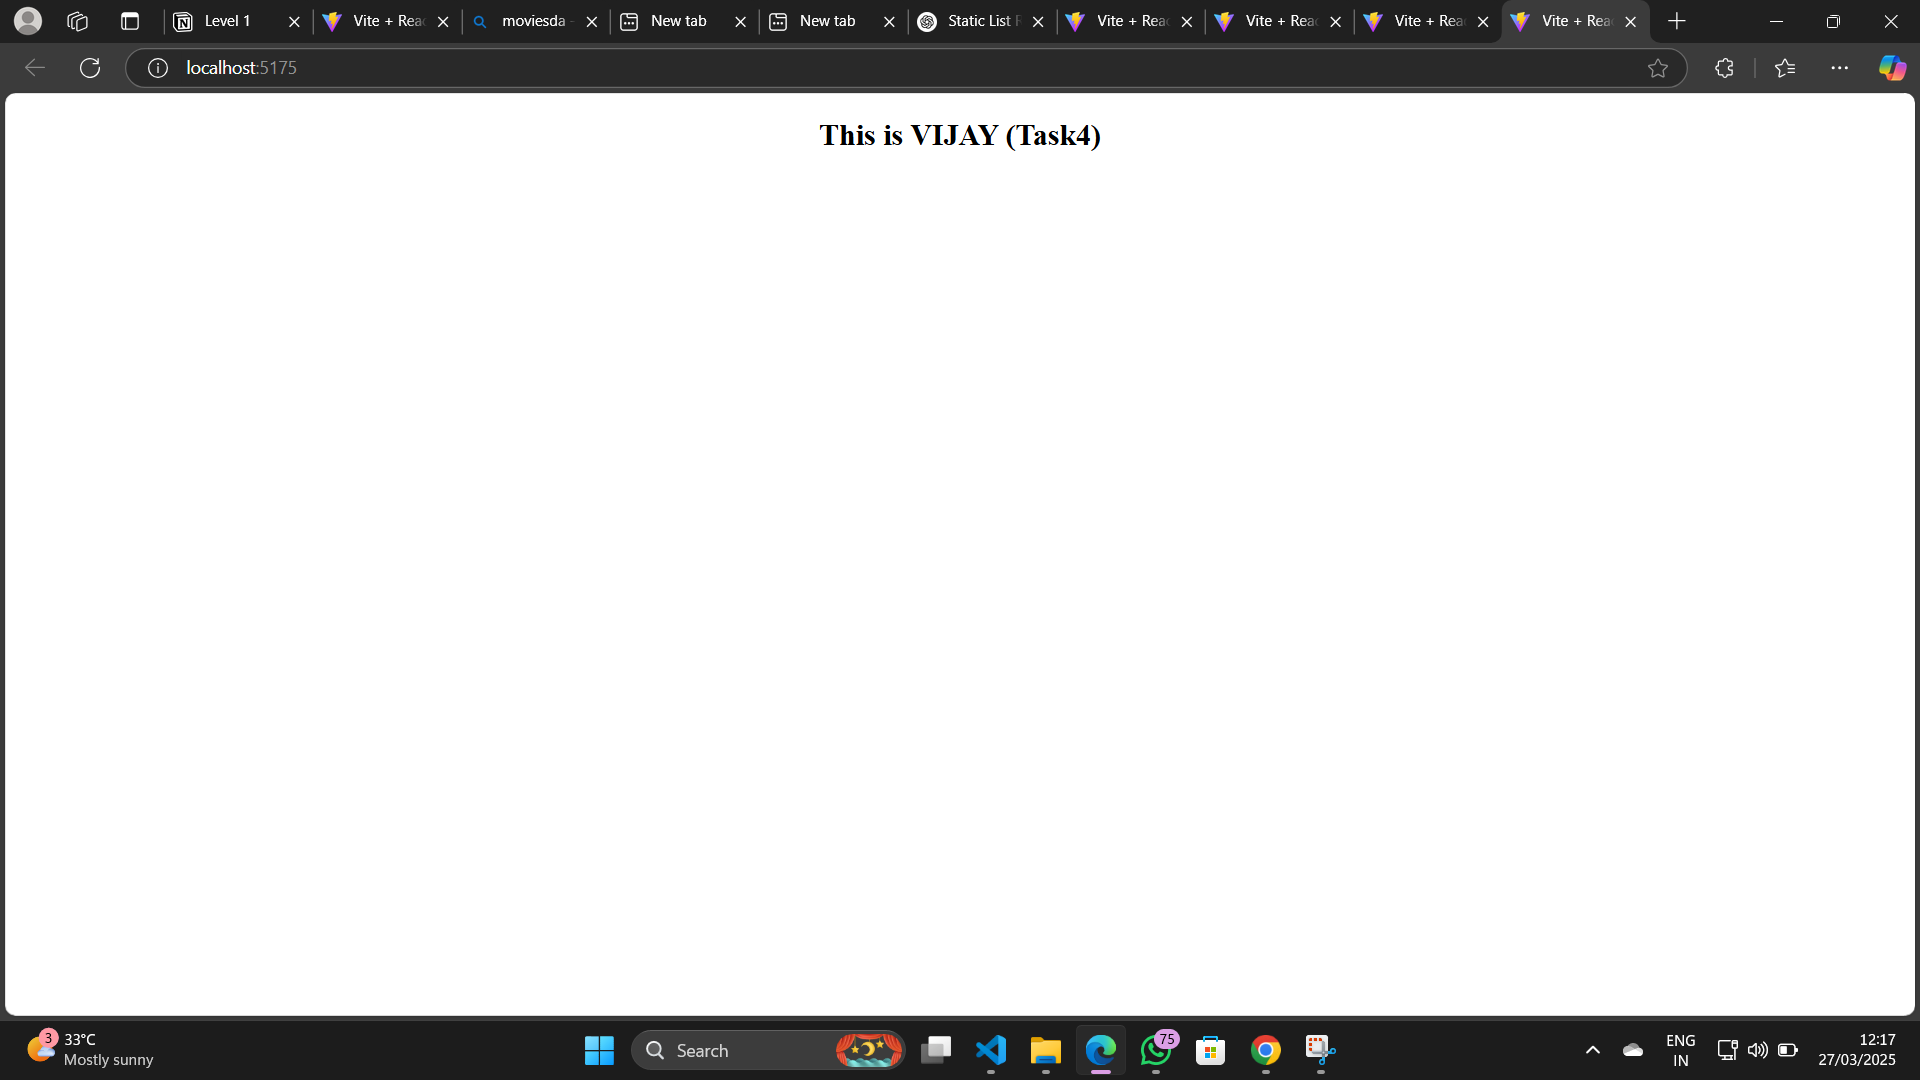 Level 1
Vite + Reac
moviesda -
New tab
New tab
Static List R
Vite + Reac
Vite + Reac
Vite + Rea
Vite + Reac
localhost:5175
This is VIJAY (Task4)
3
33°C
Mostly sunny
Search
75
ENG
IN
12:17
27/03/2025